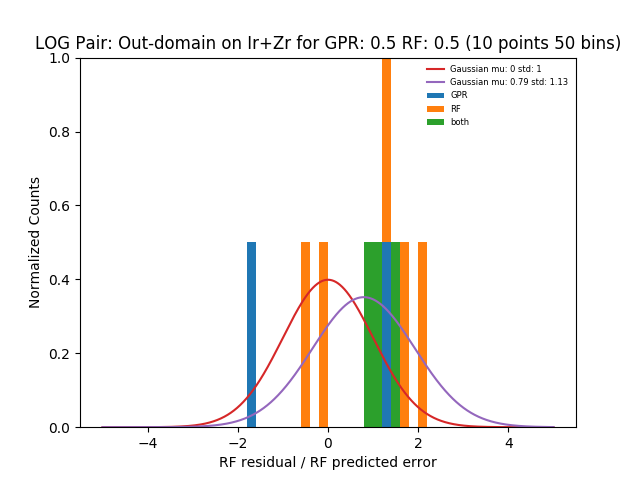 LOG Pair: Out-domain on Ir+Zr for GPR: 0.5 RF: 0.5 (10 points 50 bins)
Gaussian mu: 0 std: 1
Gaussian mu: 0.79 std: 1.13
GPR
RF
both
Normalized Counts
1.0
0.8
0.6
0.4
0.2
0.0
−4
−2
0
2
4
RF residual / RF predicted error